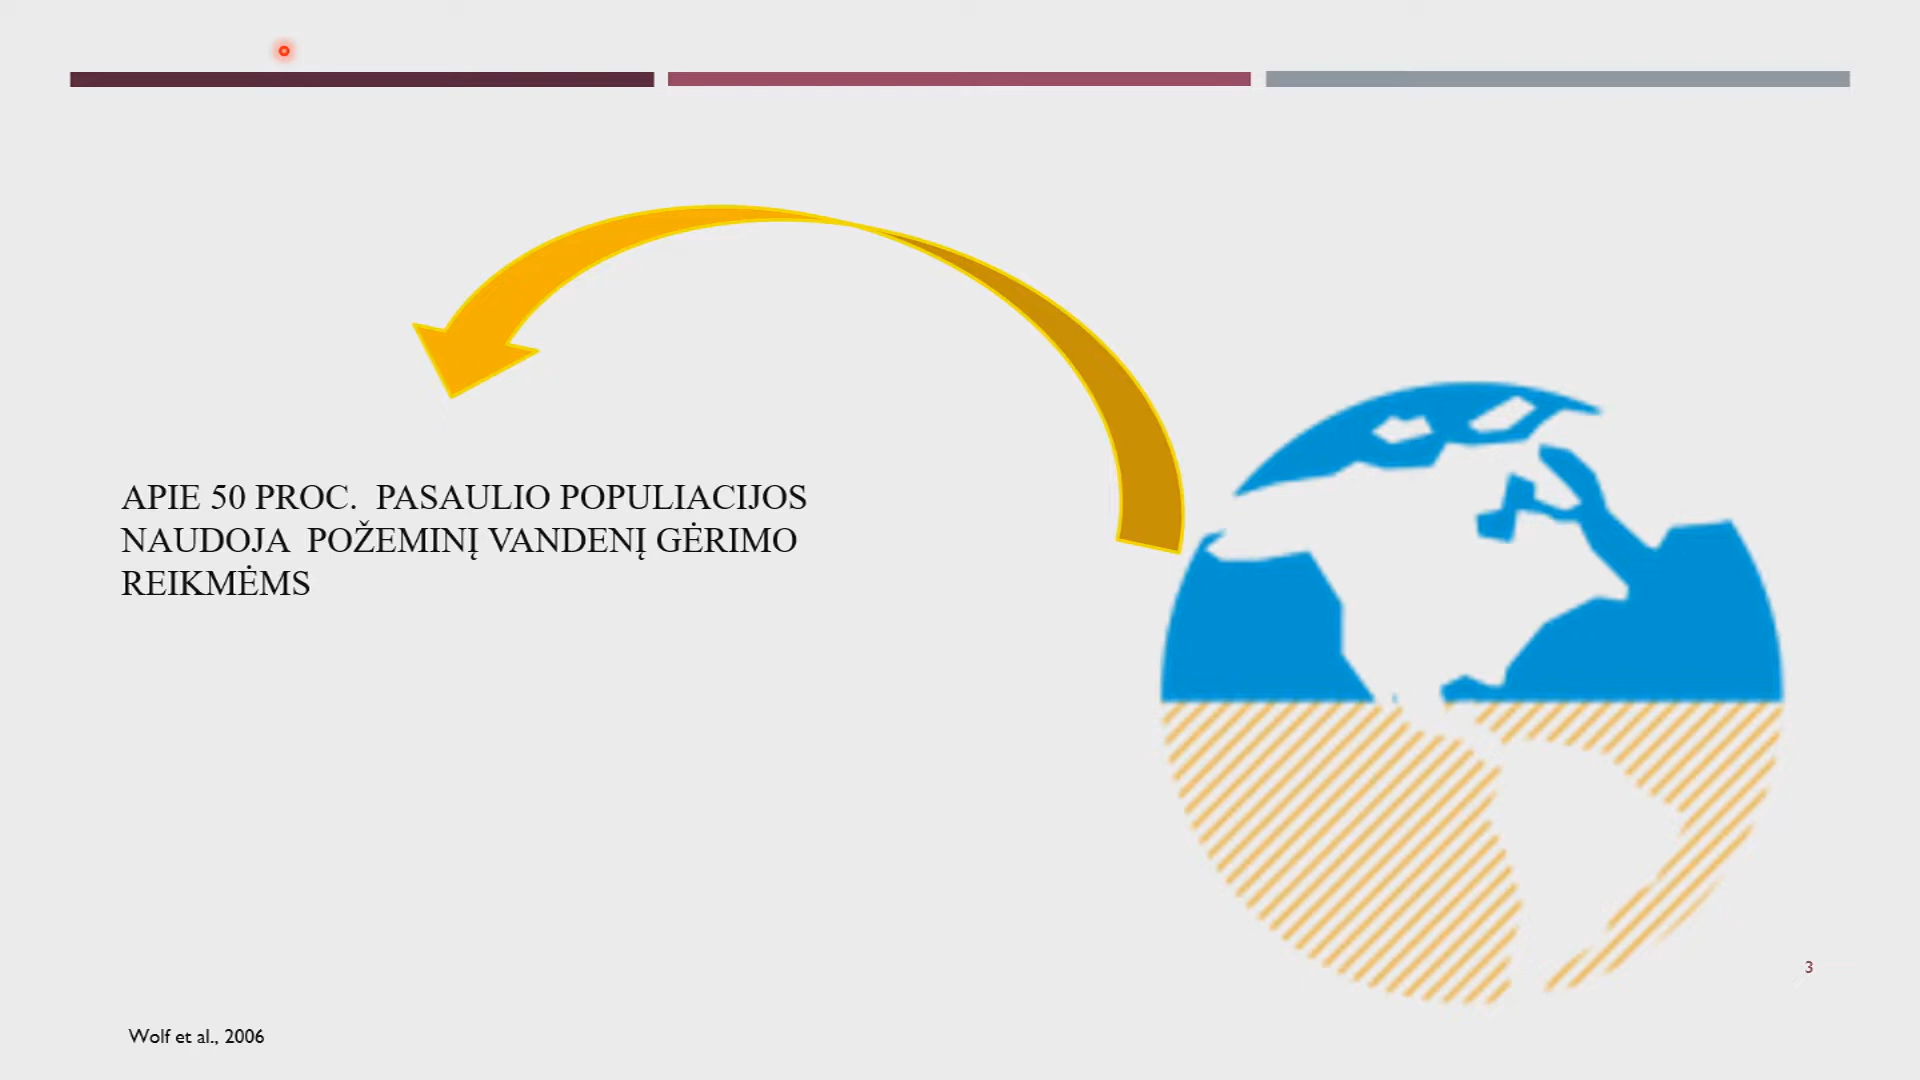 APIE 50 PROC.  PASAULIO POPULIACIJOS
NAUDOJA  POŽEMINĮ VANDENĮ GĖRIMO
REIKMĖMS
3
Wolf et al., 2006